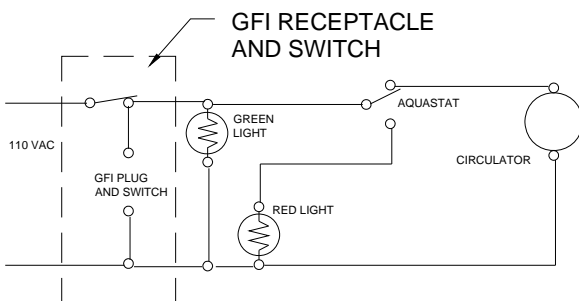 GFI RECEPTACLE
AND SWITCH
AQUASTAT
GREEN
LIGHT
110 VAC
CIRCULATOR
GFI PLUG
AND SWITCH
RED LIGHT